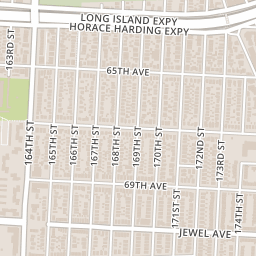 LONG ISLAND EXPY
HORACE HARDING EXPY
163RD ST
65TH AVE
164TH ST
165TH ST
166TH ST
167TH ST
168TH ST
169TH ST
170TH ST
172ND ST
173RD ST
69TH AVE
171ST ST
174TH ST
JEWEL AVE